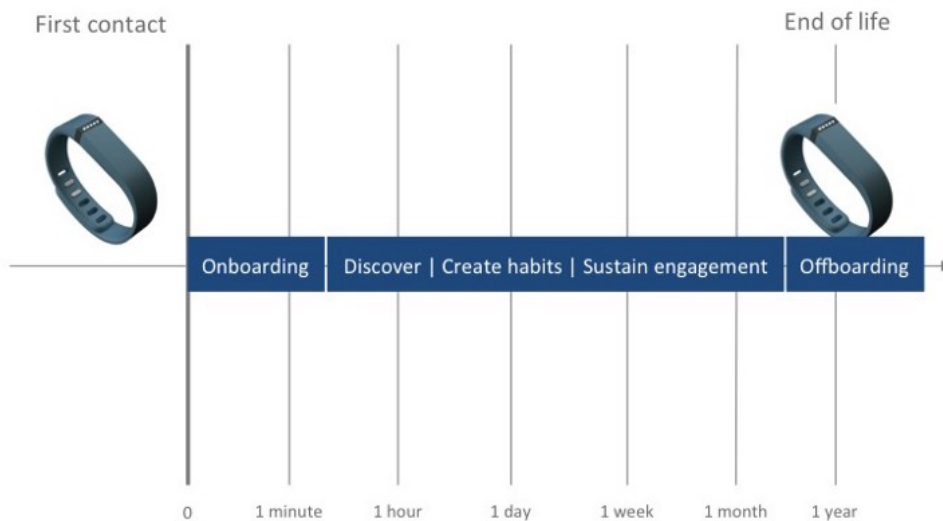 First contact
End of life
Onboarding
Discover | Create habits | Sustain engagement
Offboarding
0
1 minute
1 hour
1 day
1 week
1 month
1 year